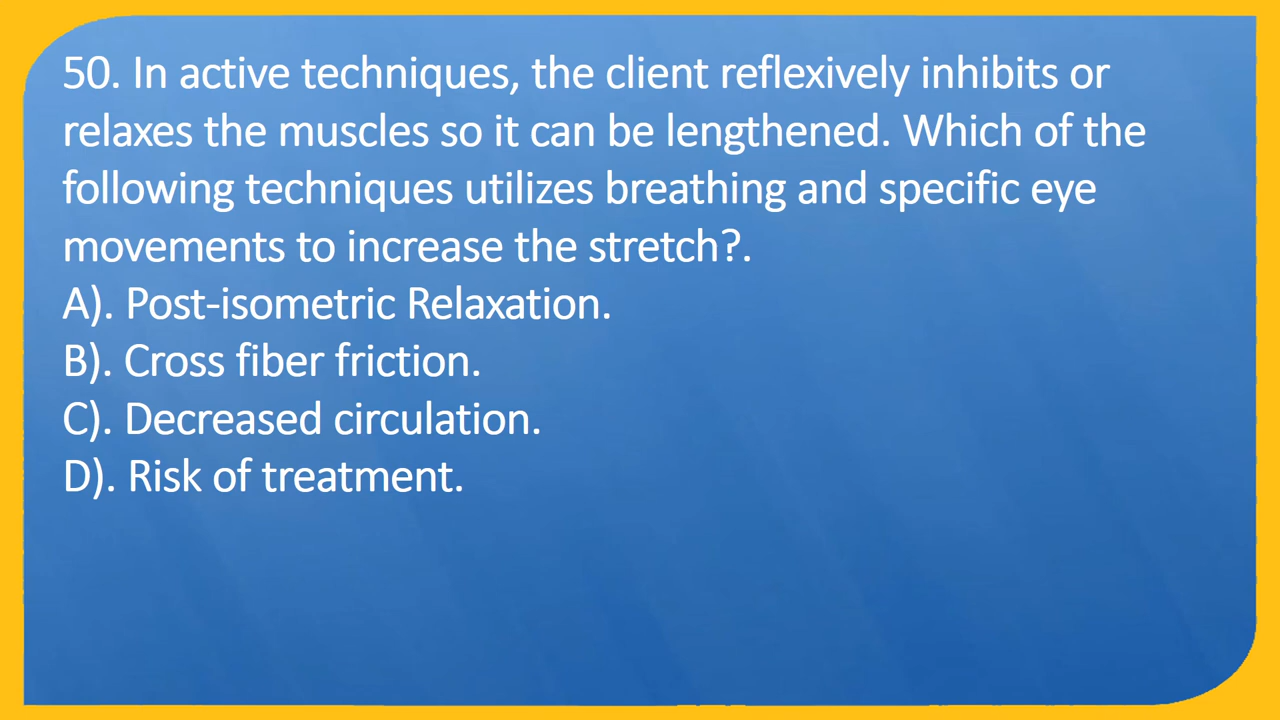 50. In active techniques, the client reflexively inhibits or
relaxes the muscles so it can be lengthened. Which of the
following techniques utilizes breathing and specific eye
movements to increase the stretch?.
A). Post-isometric Relaxation.
B). Cross fiber friction.
C). Decreased circulation.
D). Risk of treatment.